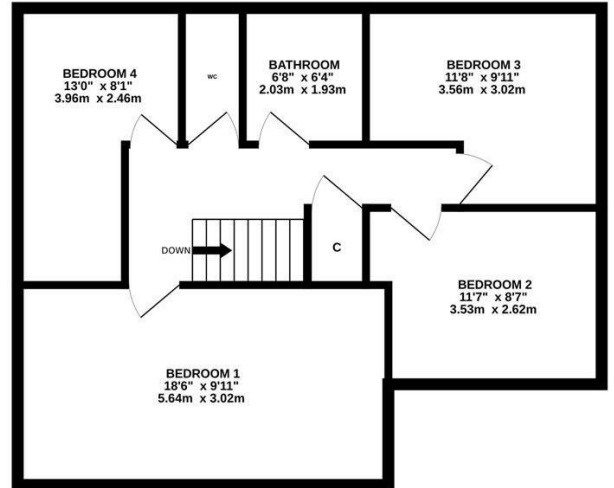 BEDROOM 4
13'0" x 8'1"
3.96m x 2.46m
WC
BATHROOM
6'8" x 6'4"
2.03m x 1.93m
BEDROOM 3
11'8" x 9'11"
3.56m x 3.02m
DOWN
C
BEDROOM 2
11'7" x 8'7"
3.53m x 2.62m
BEDROOM 1
18'6" x 9'11"
5.64m x 3.02m